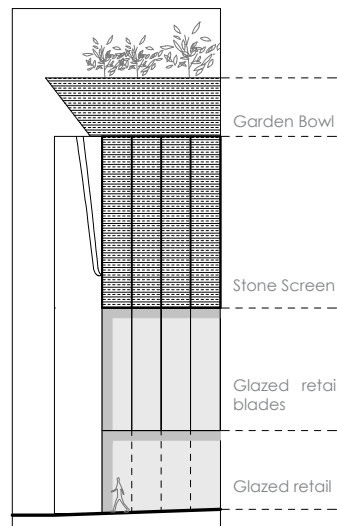 Garden Bowl
Stone Screen
Glazed retai
blades
Glazed retail